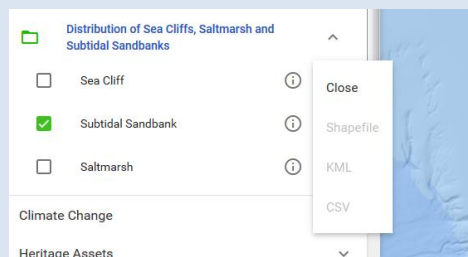 Distribution of Sea Cliffs, Saltmarsh and
Subtidal Sandbanks
Sea Cliff
Subtidal Sandbank
Saltmarsh
Close
Shapefile
KML
CSV
Climate Change
Heritage Assets